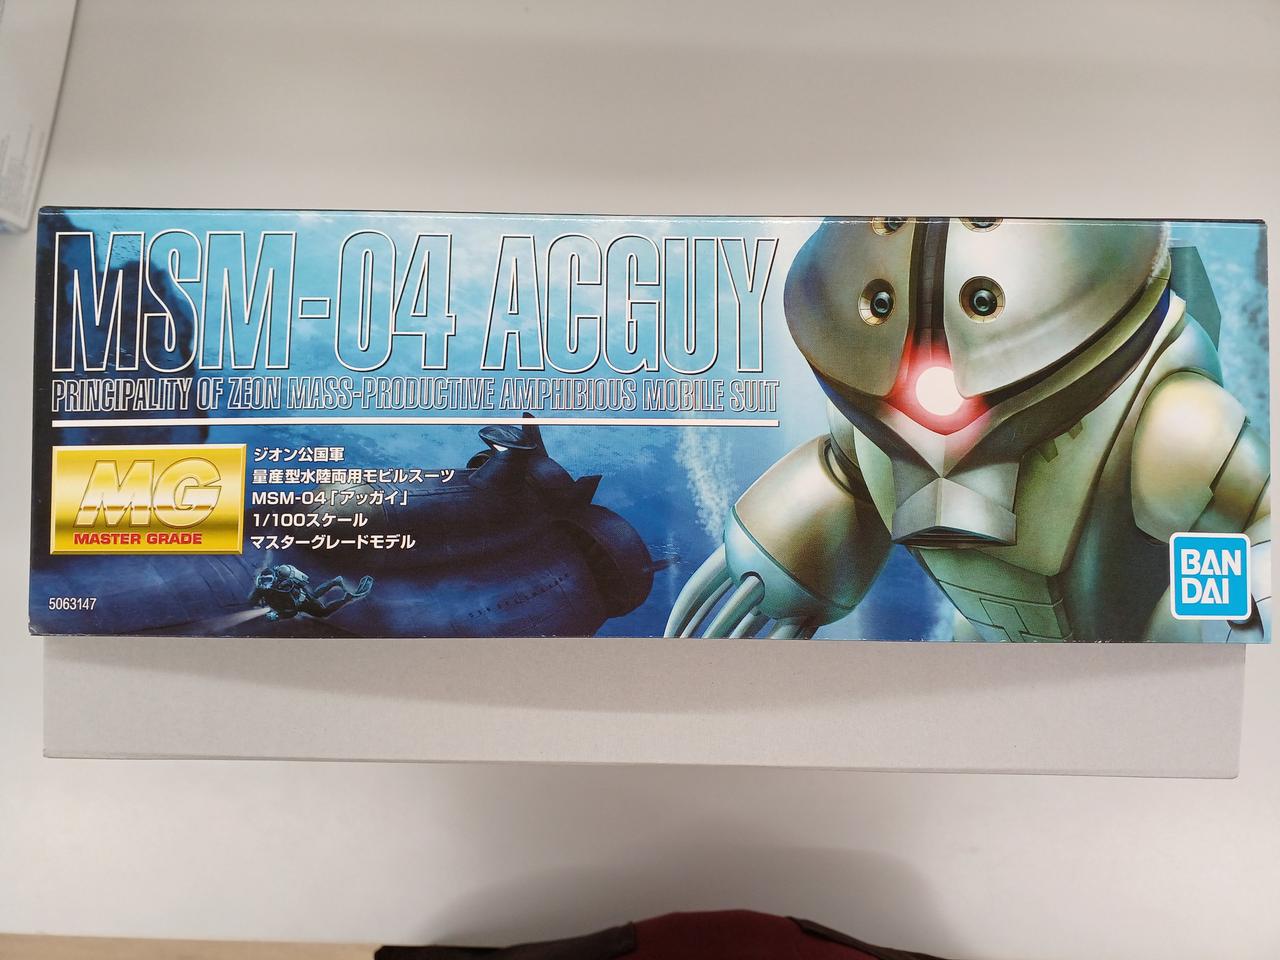 MSM-04 ACGUY
PRINCIPALITY OF ZEON MASS-PRODUCTIVE AMPHIBIOUS MOBILE SUIT
MG
MASTER GRADE
ジオン公国軍
量産型水陸両用モビルスーツ
MSM-04「アッガイ」
1/100スケール
マスターグレードモデル
5063147
BAN
DAI